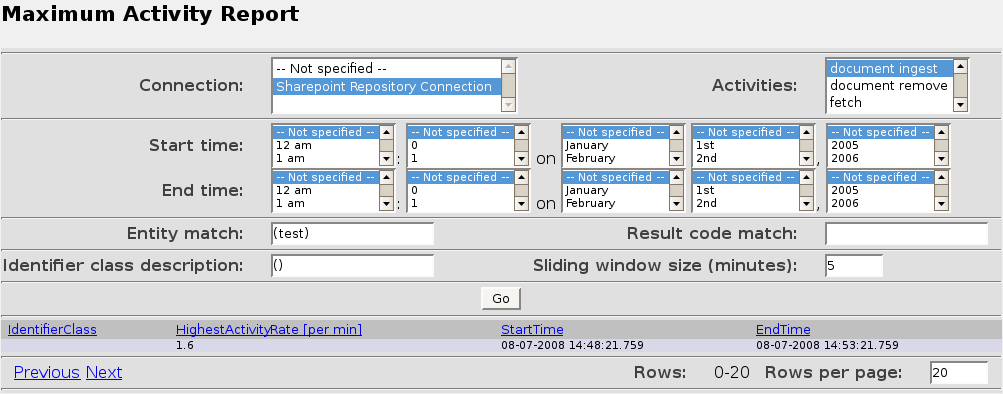 Maximum Activity Report
Connection: -- Not specified -- Sharepoint Repository Connection
Activities: document ingest document remove fetch
Start time: -- Not specified -- 12 am 1 am : -- Not specified -- 0 1 on -- Not specified -- January February -- Not specified -- 1st 2nd , -- Not specified -- 2005 2006
End time: -- Not specified -- 12 am 1 am : -- Not specified -- 0 1 on -- Not specified -- January February -- Not specified -- 1st 2nd , -- Not specified -- 2005 2006
Entity match: (test) Result code match:
Identifier class description: () Sliding window size (minutes): 5
Go
IdentifierClass HighestActivityRate [per min] StartTime EndTime
1.6 08-07-2008 14:48:21.759 08-07-2008 14:53:21.759
Previous Next Rows: 0-20 Rows per page: 20